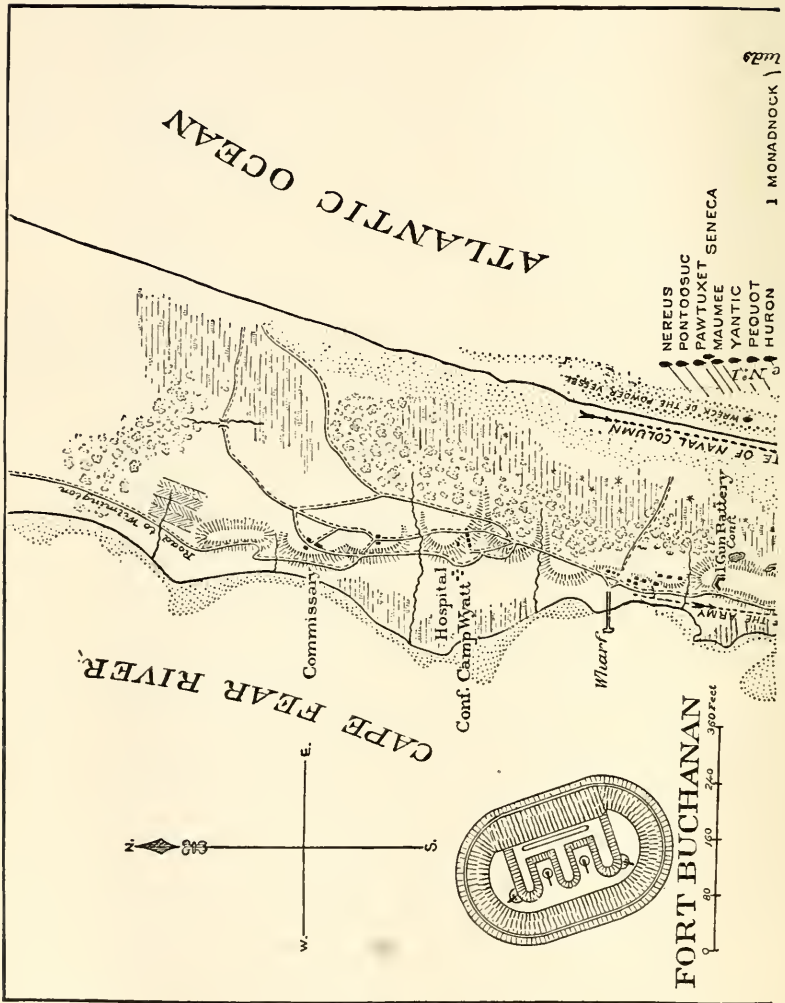 ATLANTIC OCEAN
NEREUS
PONTOOSUC
PAWTUXET
SENECA
MAUMEE
YANTIC
PEQUOT
HURON
1 MONADNOCK
No. 1
WRECK OF THE POWDER VESSEL
OF NAVAL COLUMN
Road to Wilmington
Commissary
Hospital
Conf. Camp Wyatt
Wharf
1 Gun Battery
Conf.
THE ARMY
CAPE FEAR RIVER
N.
W.
E.
S.
FORT BUCHANAN
0 80 160 240 360 Feet